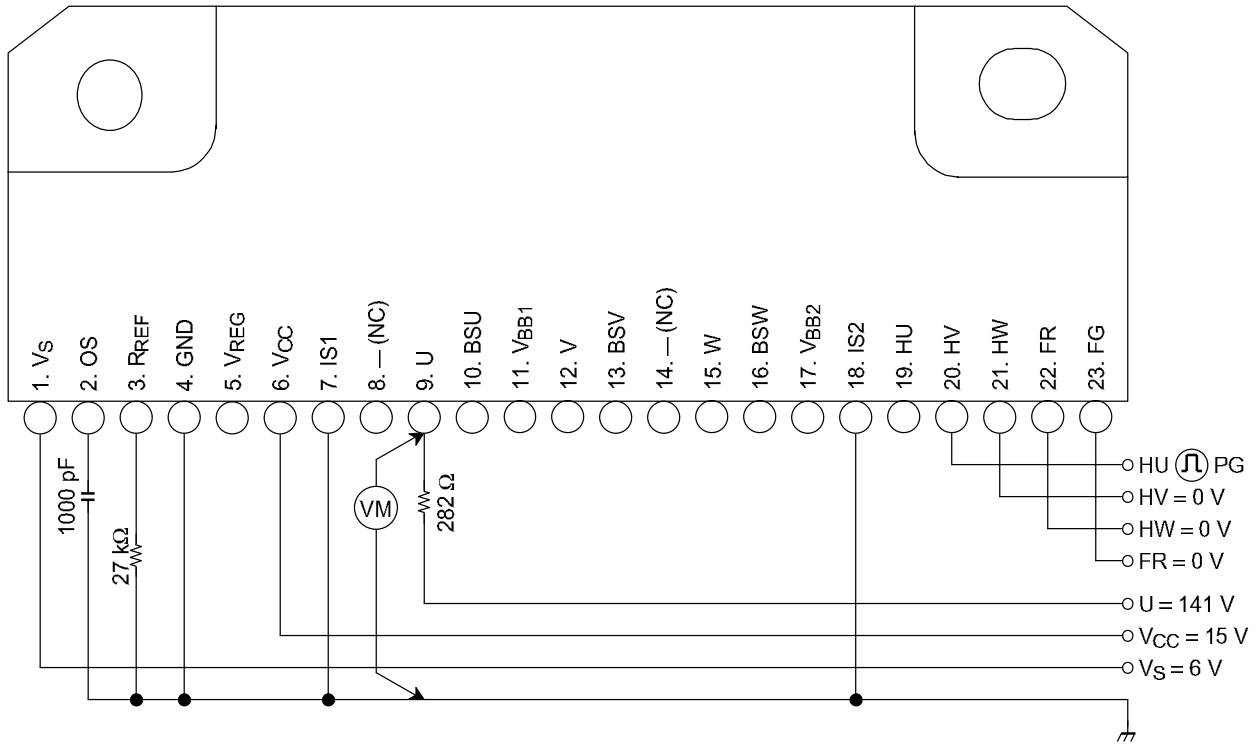 1. VS
2. OS
3. RREF
4. GND
5. VREG
6. VCC
7. IS1
8. — (NC)
9. U
10. BSU
11. VBB1
12. V
13. BSV
14. — (NC)
15. W
16. BSW
17. VBB2
18. IS2
19. HU
20. HV
21. HW
22. FR
23. FG
1000 pF
27 kΩ
VM
282 Ω
HU PG
HV = 0 V
HW = 0 V
FR = 0 V
U = 141 V
VCC = 15 V
VS = 6 V